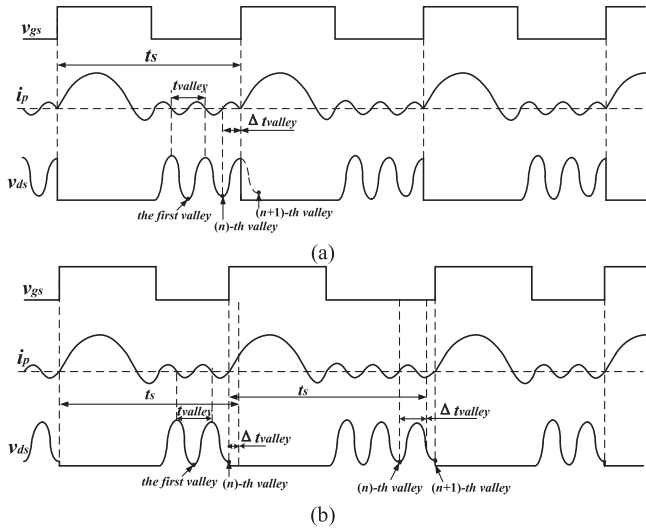 vgs
ts
tvalley
ip
Δ tvalley
vds
the first valley
(n)-th valley
(n+1)-th valley
(a)
vgs
ip
ts
ts
tvalley
Δ tvalley
Δ tvalley
vds
the first valley
(n)-th valley
(n)-th valley
(n+1)-th valley
(b)